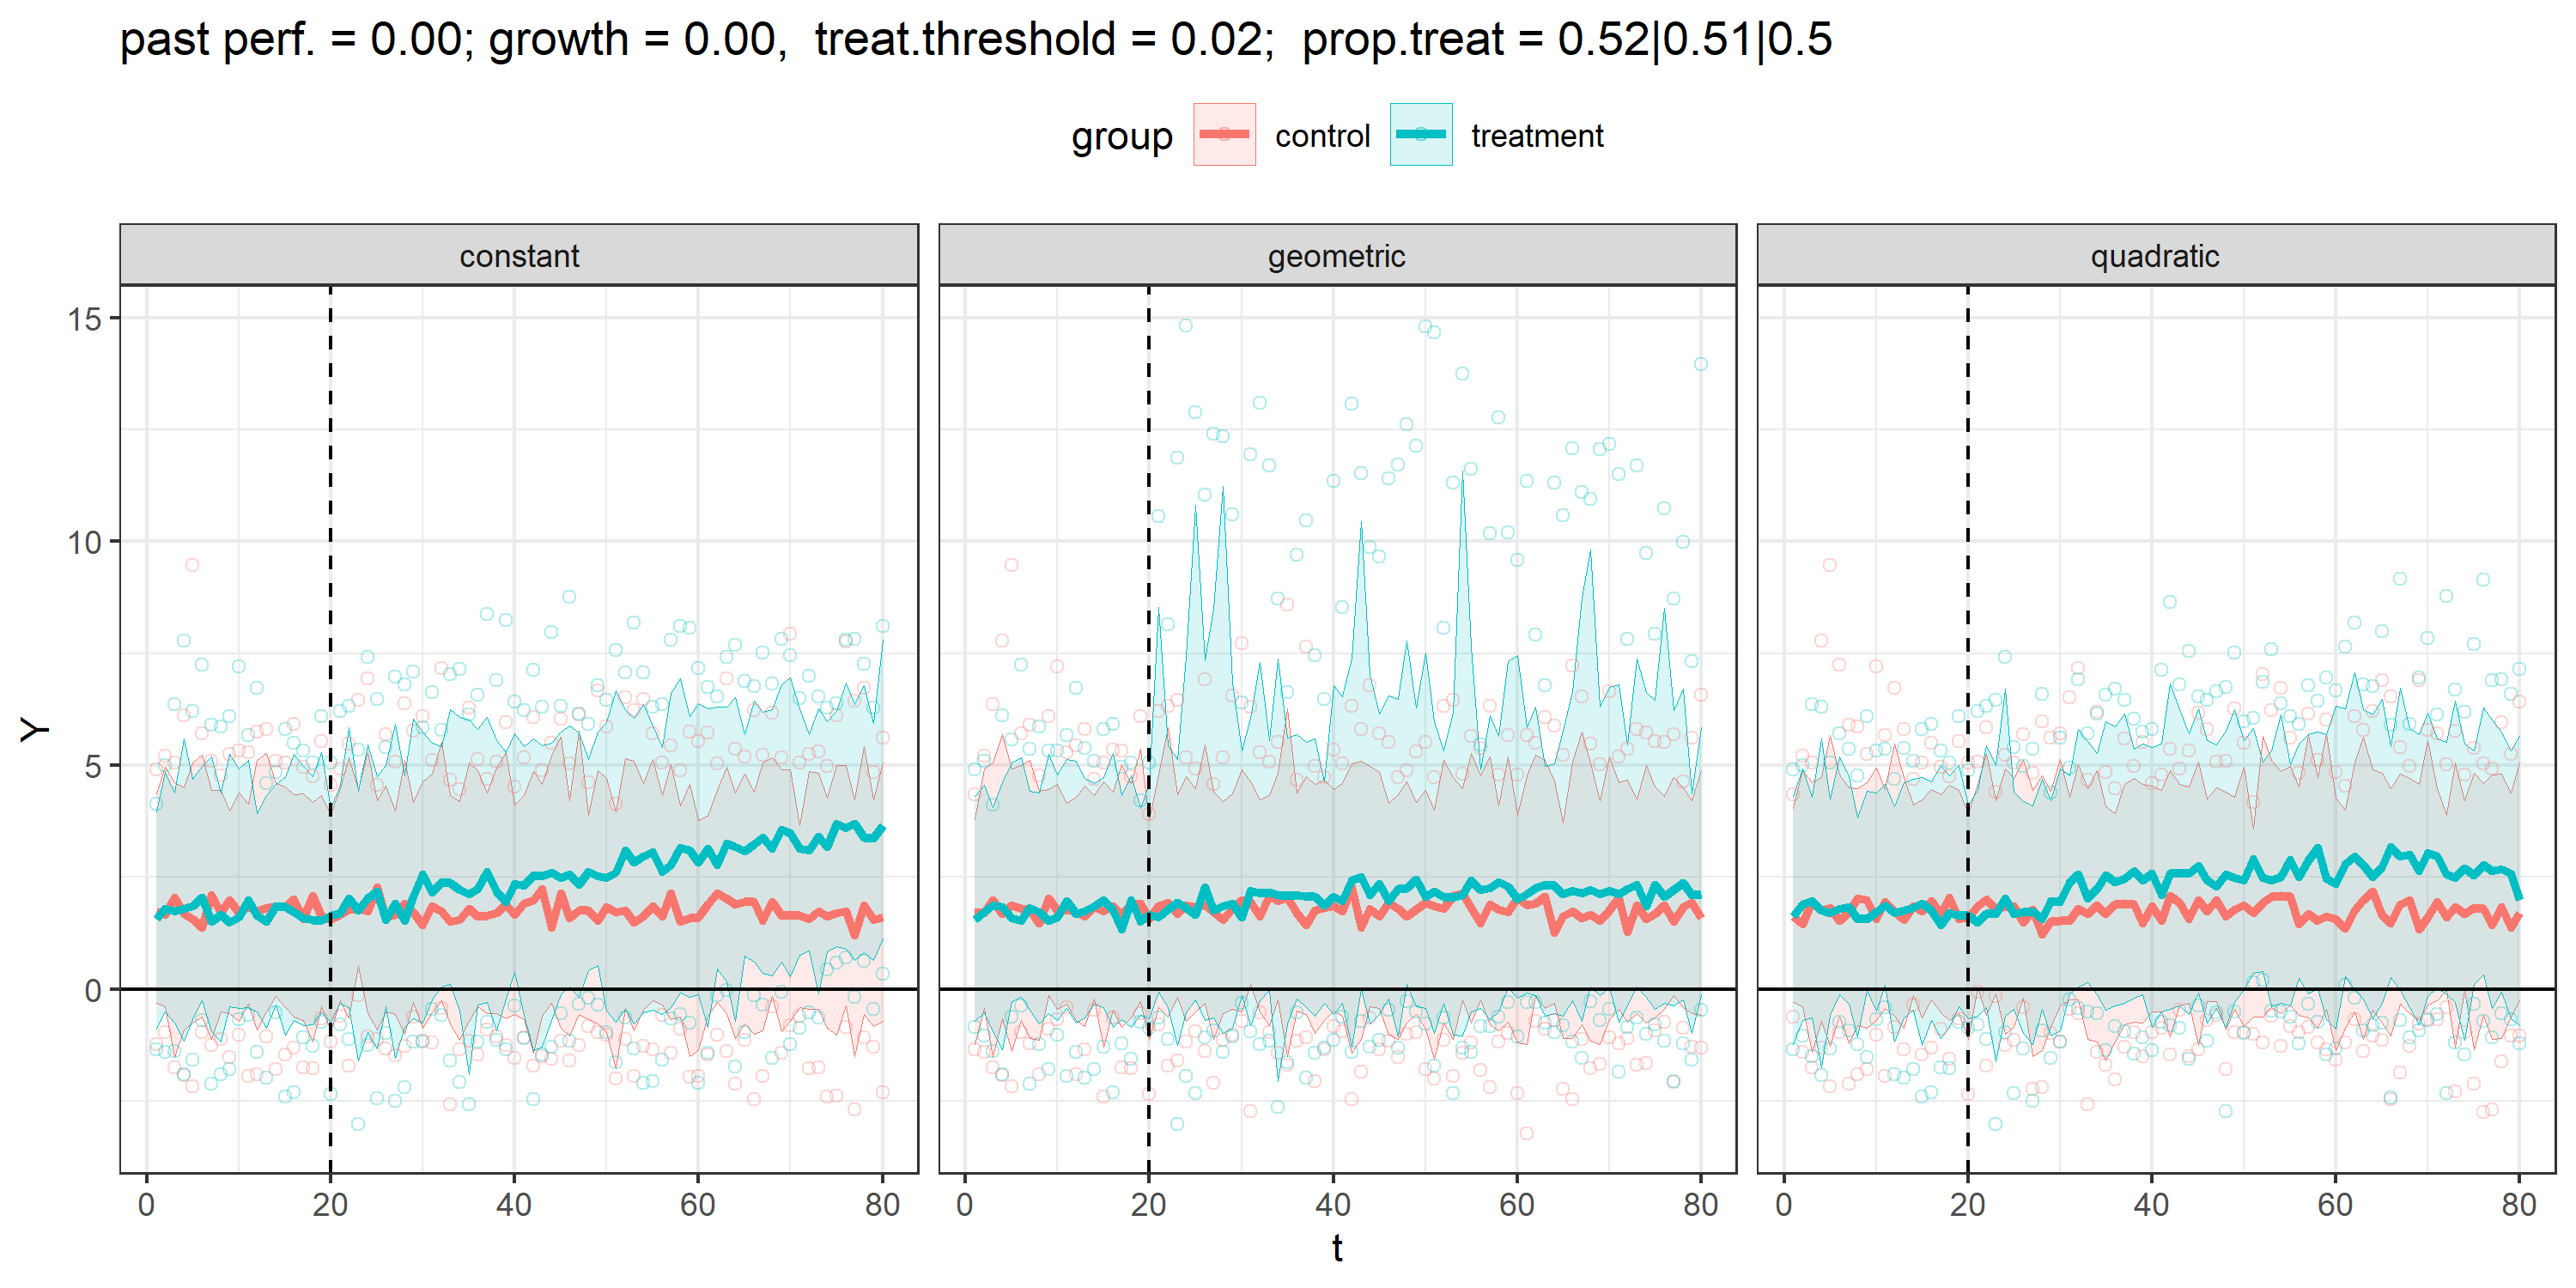 past perf. = 0.00; growth = 0.00,  treat.threshold = 0.02;  prop.treat = 0.52|0.51|0.5
group control treatment
constant geometric quadratic
Y
15
10
5
0
0 20 40 60 80 0 20 40 60 80 0 20 40 60 80
t